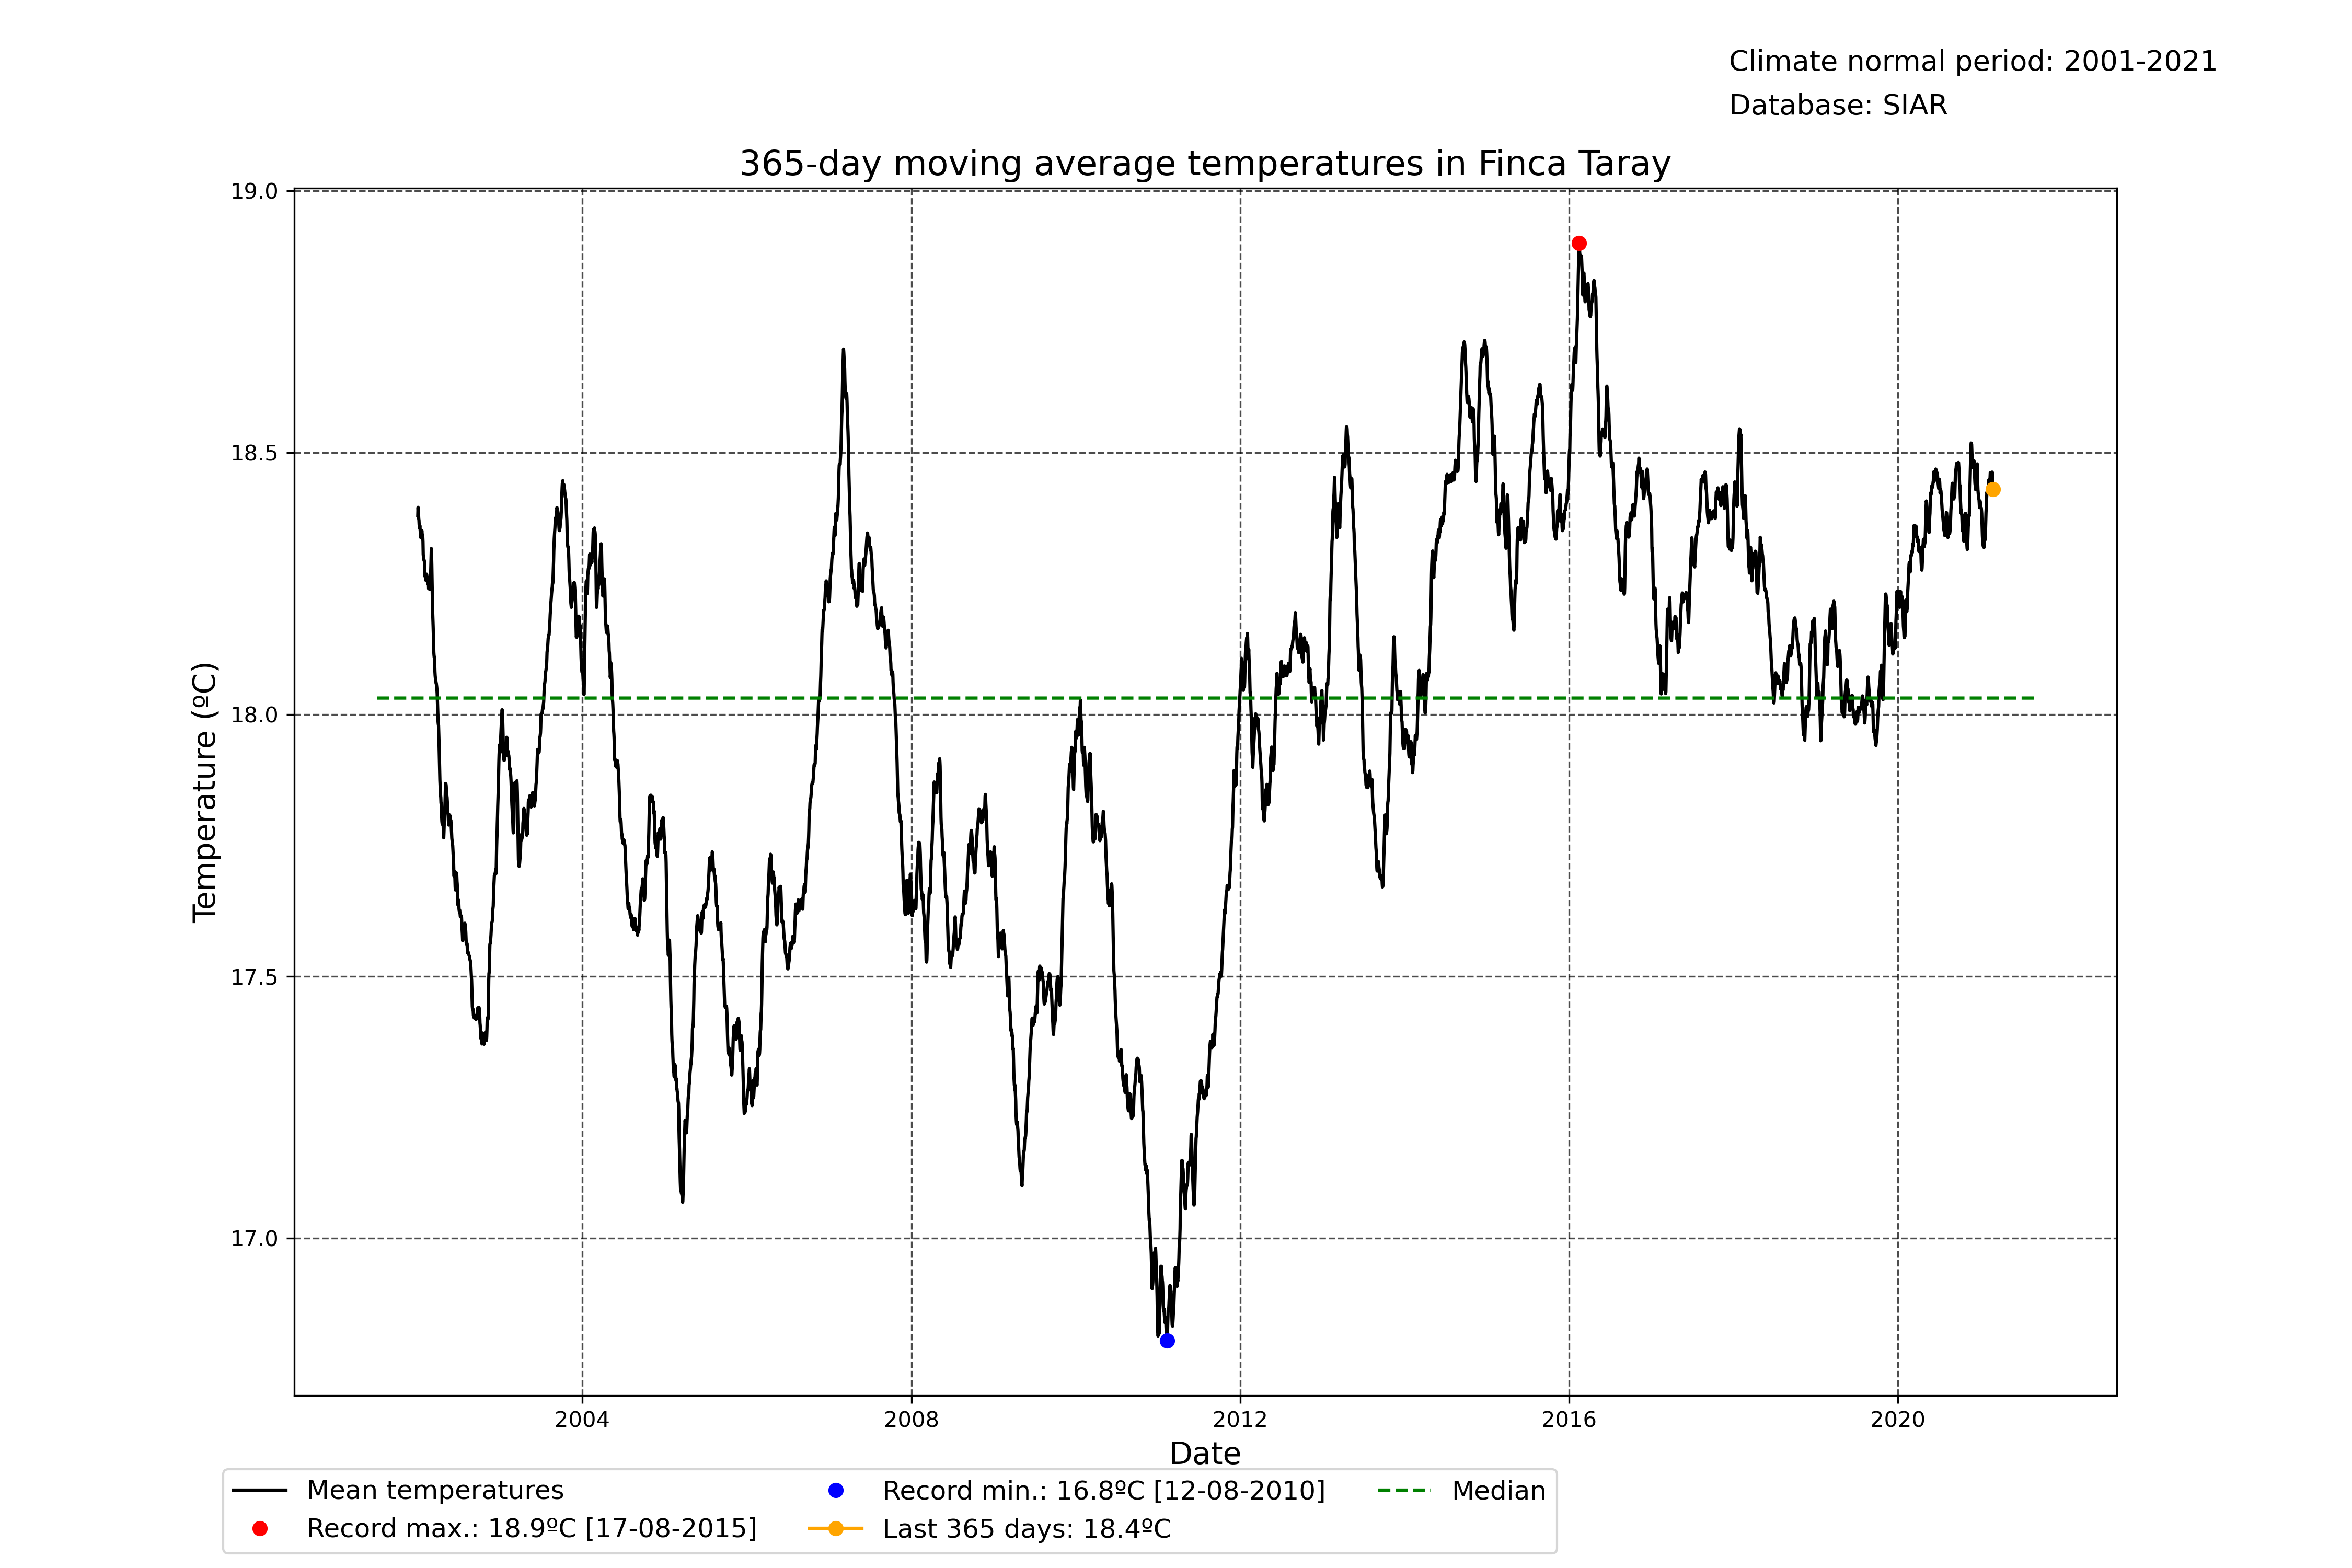 Climate normal period: 2001-2021
Database: SIAR
365-day moving average temperatures in Finca Taray
19.0
18.5
18.0
17.5
17.0
Temperature (ºC)
2004
2008
2012
2016
2020
Date
Mean temperatures
Record max.: 18.9ºC [17-08-2015]
Record min.: 16.8ºC [12-08-2010]
Last 365 days: 18.4ºC
Median